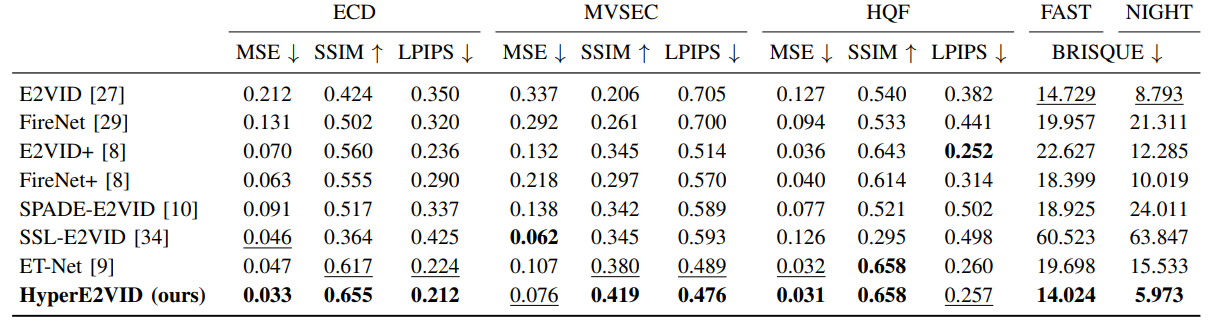 ECD MVSEC HQF FAST NIGHT
MSE ↓ SSIM ↑ LPIPS ↓ MSE ↓ SSIM ↑ LPIPS ↓ MSE ↓ SSIM ↑ LPIPS ↓ BRISQUE ↓
E2VID [27] 0.212 0.424 0.350 0.337 0.206 0.705 0.127 0.540 0.382 14.729 8.793
FireNet [29] 0.131 0.502 0.320 0.292 0.261 0.700 0.094 0.533 0.441 19.957 21.311
E2VID+ [8] 0.070 0.560 0.236 0.132 0.345 0.514 0.036 0.643 0.252 22.627 12.285
FireNet+ [8] 0.063 0.555 0.290 0.218 0.297 0.570 0.040 0.614 0.314 18.399 10.019
SPADE-E2VID [10] 0.091 0.517 0.337 0.138 0.342 0.589 0.077 0.521 0.502 18.925 24.011
SSL-E2VID [34] 0.046 0.364 0.425 0.062 0.345 0.593 0.126 0.295 0.498 60.523 63.847
ET-Net [9] 0.047 0.617 0.224 0.107 0.380 0.489 0.032 0.658 0.260 19.698 15.533
HyperE2VID (ours) 0.033 0.655 0.212 0.076 0.419 0.476 0.031 0.658 0.257 14.024 5.973